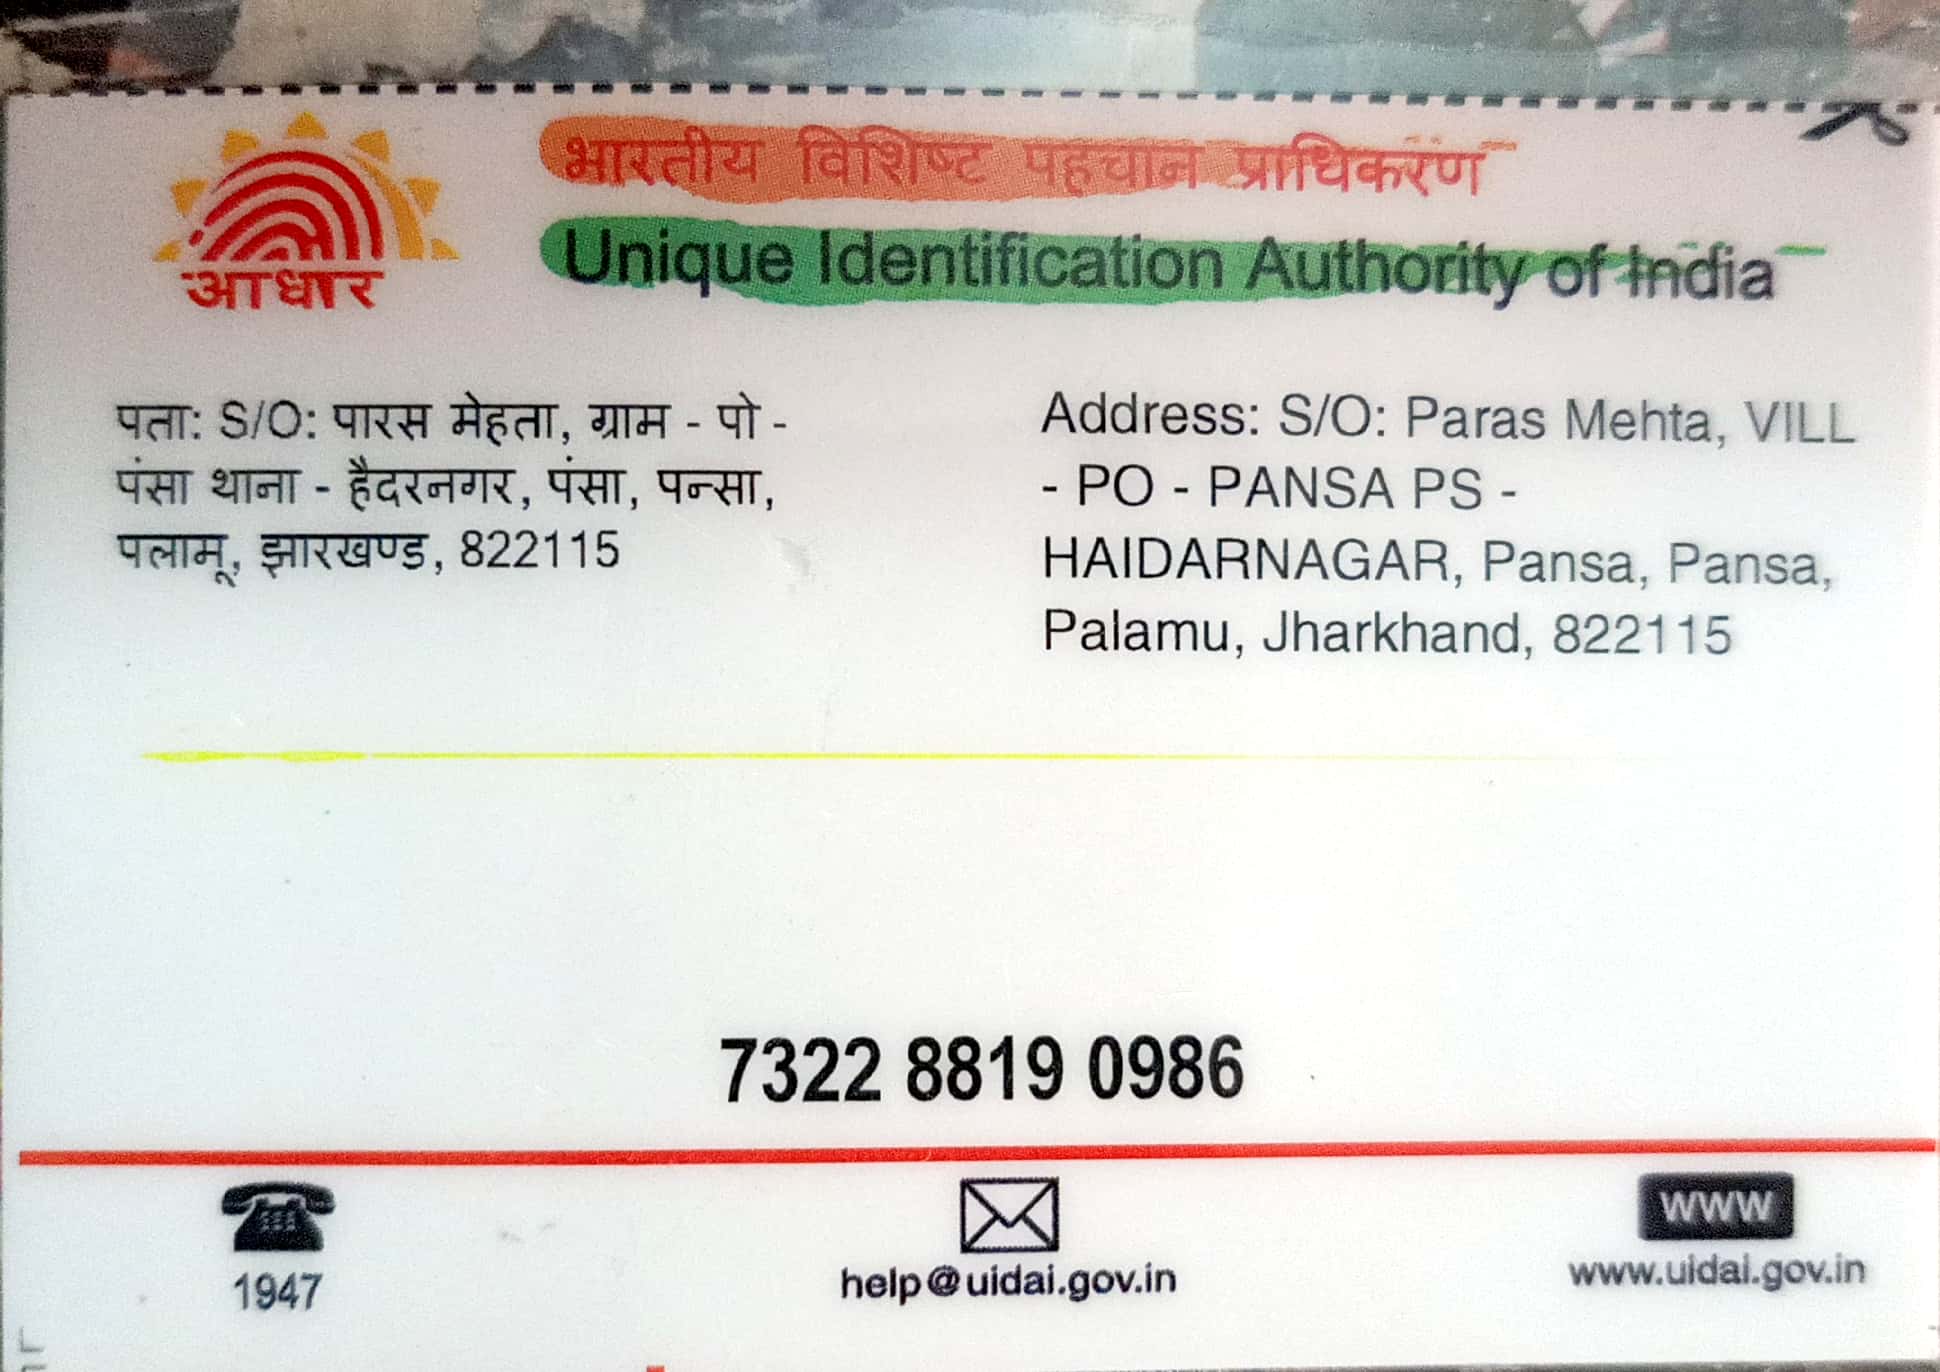 भारतीय विशिष्ट पहचान प्राधिकरण
Unique Identification Authority of India
आधार
पता: S/O: पारस मेहता, ग्राम - पो -
पंसा थाना - हैदरनगर, पंसा, पन्सा,
पलामू, झारखण्ड, 822115
Address: S/O: Paras Mehta, VILL
- PO - PANSA PS -
HAIDARNAGAR, Pansa, Pansa,
Palamu, Jharkhand, 822115
7322 8819 0986
1947
help@uidai.gov.in
WWW
www.uidai.gov.in